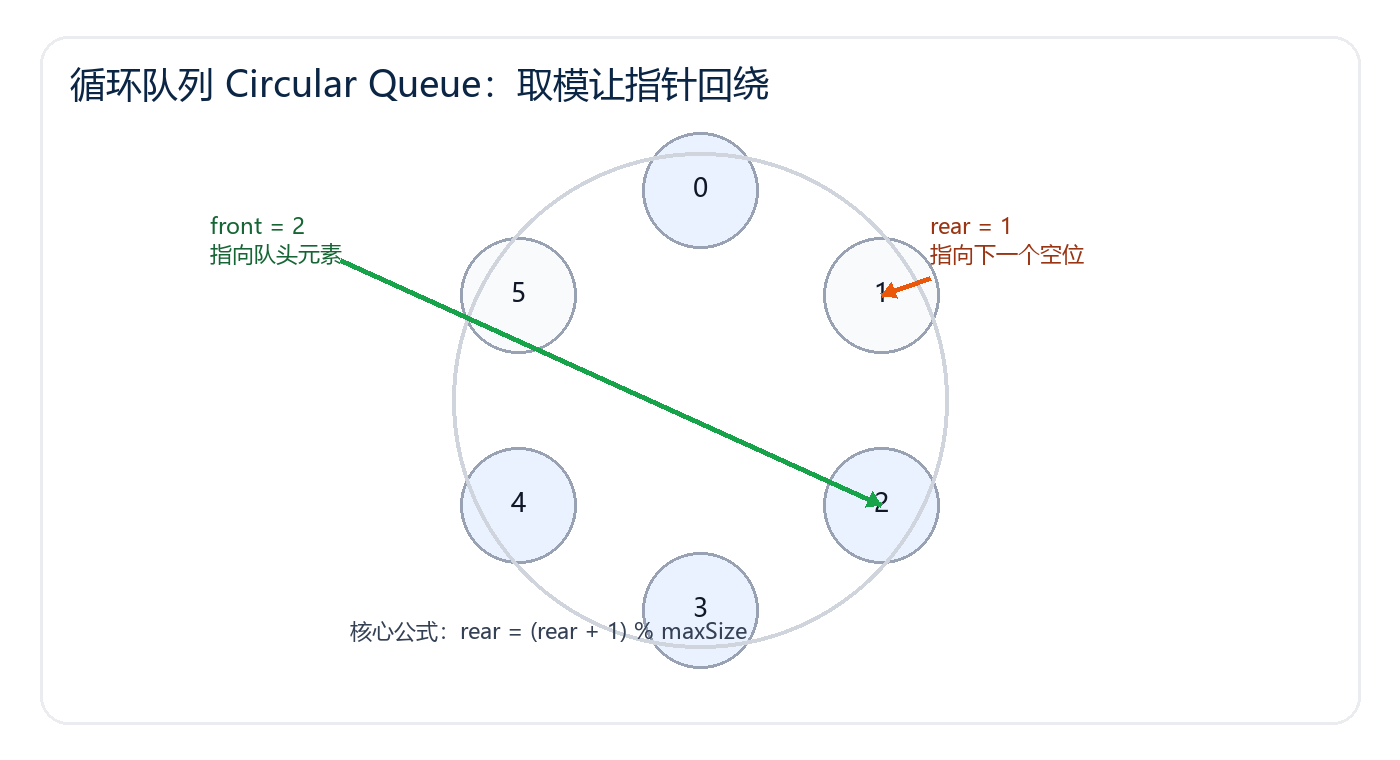 循环队列 Circular Queue：取模让指针回绕
0
front = 2
指向队头元素
rear = 1
指向下一个空位
5
1
4
2
3
核心公式：rear = (rear + 1) % maxSize